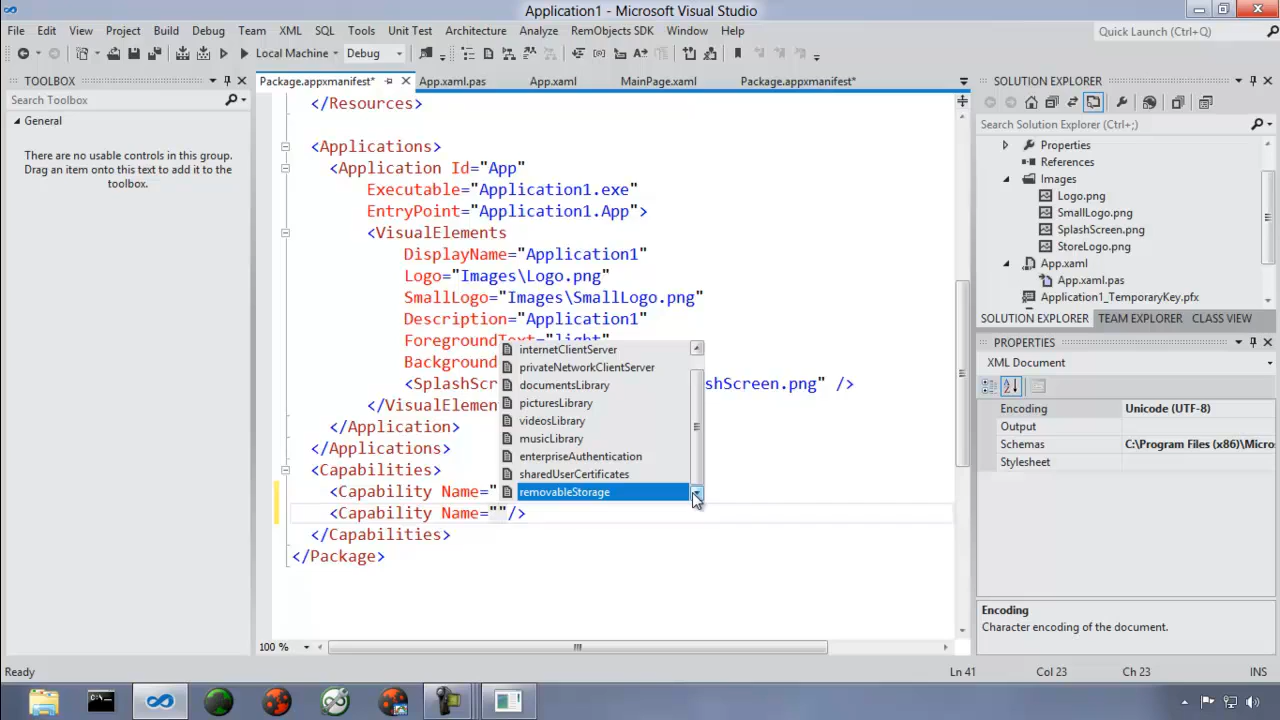 Application1 - Microsoft Visual Studio
File Edit View Project Build Debug Team XML SQL Tools Unit Test Architecture Analyze RemObjects SDK Window Help
Quick Launch (Ctrl+Q)
Local Machine Debug
TOOLBOX
Search Toolbox
General
There are no usable controls in this group.
Drag an item onto this text to add it to the
toolbox.
Package.appxmanifest* App.xaml.pas App.xaml MainPage.xaml Package.appxmanifest*
</Resources>
<Applications>
<Application Id="App"
Executable="Application1.exe"
EntryPoint="Application1.App">
<VisualElements
DisplayName="Application1"
Logo="Images\Logo.png"
SmallLogo="Images\SmallLogo.png"
Description="Application1"
ForegroundText="light"
Background
<SplashScr shScreen.png" />
</VisualElemen
</Application>
</Applications>
<Capabilities>
<Capability Name="
<Capability Name=""/>
</Capabilities>
</Package>
internetClientServer
privateNetworkClientServer
documentsLibrary
picturesLibrary
videosLibrary
musicLibrary
enterpriseAuthentication
sharedUserCertificates
removableStorage
100 %
SOLUTION EXPLORER
Search Solution Explorer (Ctrl+;)
Properties
References
Images
Logo.png
SmallLogo.png
SplashScreen.png
StoreLogo.png
App.xaml
App.xaml.pas
Application1_TemporaryKey.pfx
SOLUTION EXPLORER TEAM EXPLORER CLASS VIEW
PROPERTIES
XML Document
Encoding Unicode (UTF-8)
Output
Schemas C:\Program Files (x86)\Micro
Stylesheet
Encoding
Character encoding of the document.
Ready Ln 41 Col 23 Ch 23 INS